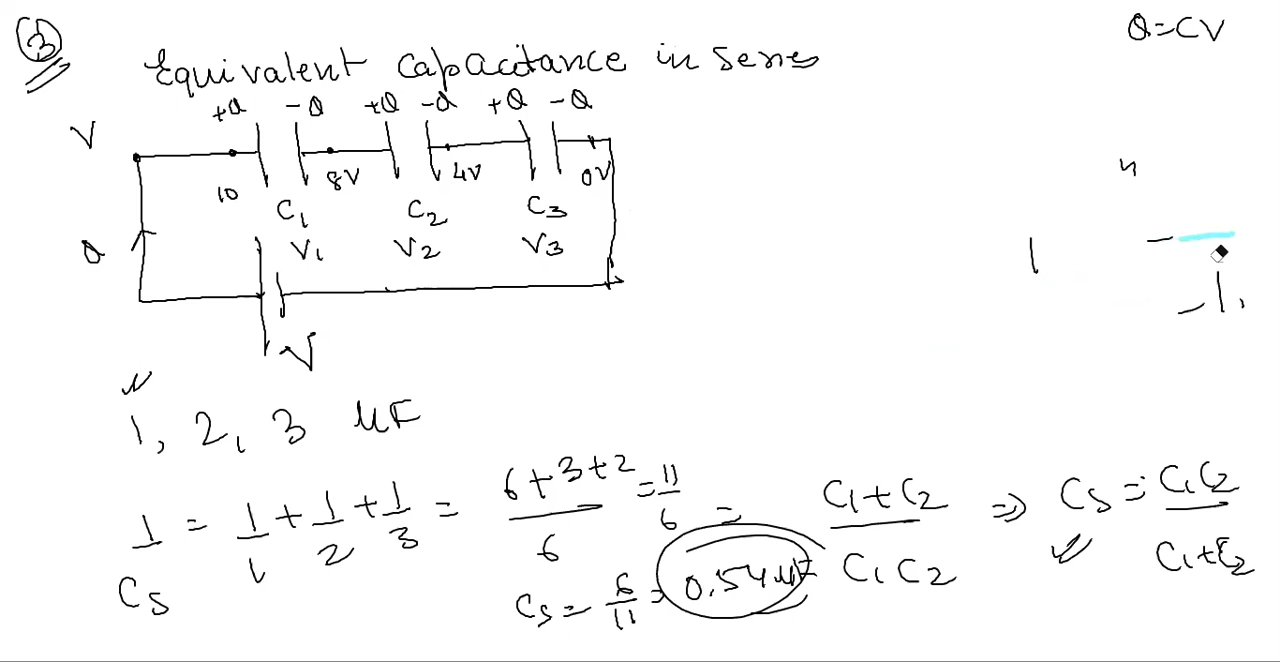 3
Q=CV
Equivalent Capacitance in series
+Q -Q +Q -Q +Q -Q
V
10 8V 4V 0V
C1 C2 C3
Q V1 V2 V3
V
1, 2, 3 μF
1/Cs = 1/1 + 1/2 + 1/3 = 6+3+2/6 = 11/6 = C1+C2/C1C2 ⇒ Cs = C1C2/C1+C2
Cs = 6/11 = 0.54μF